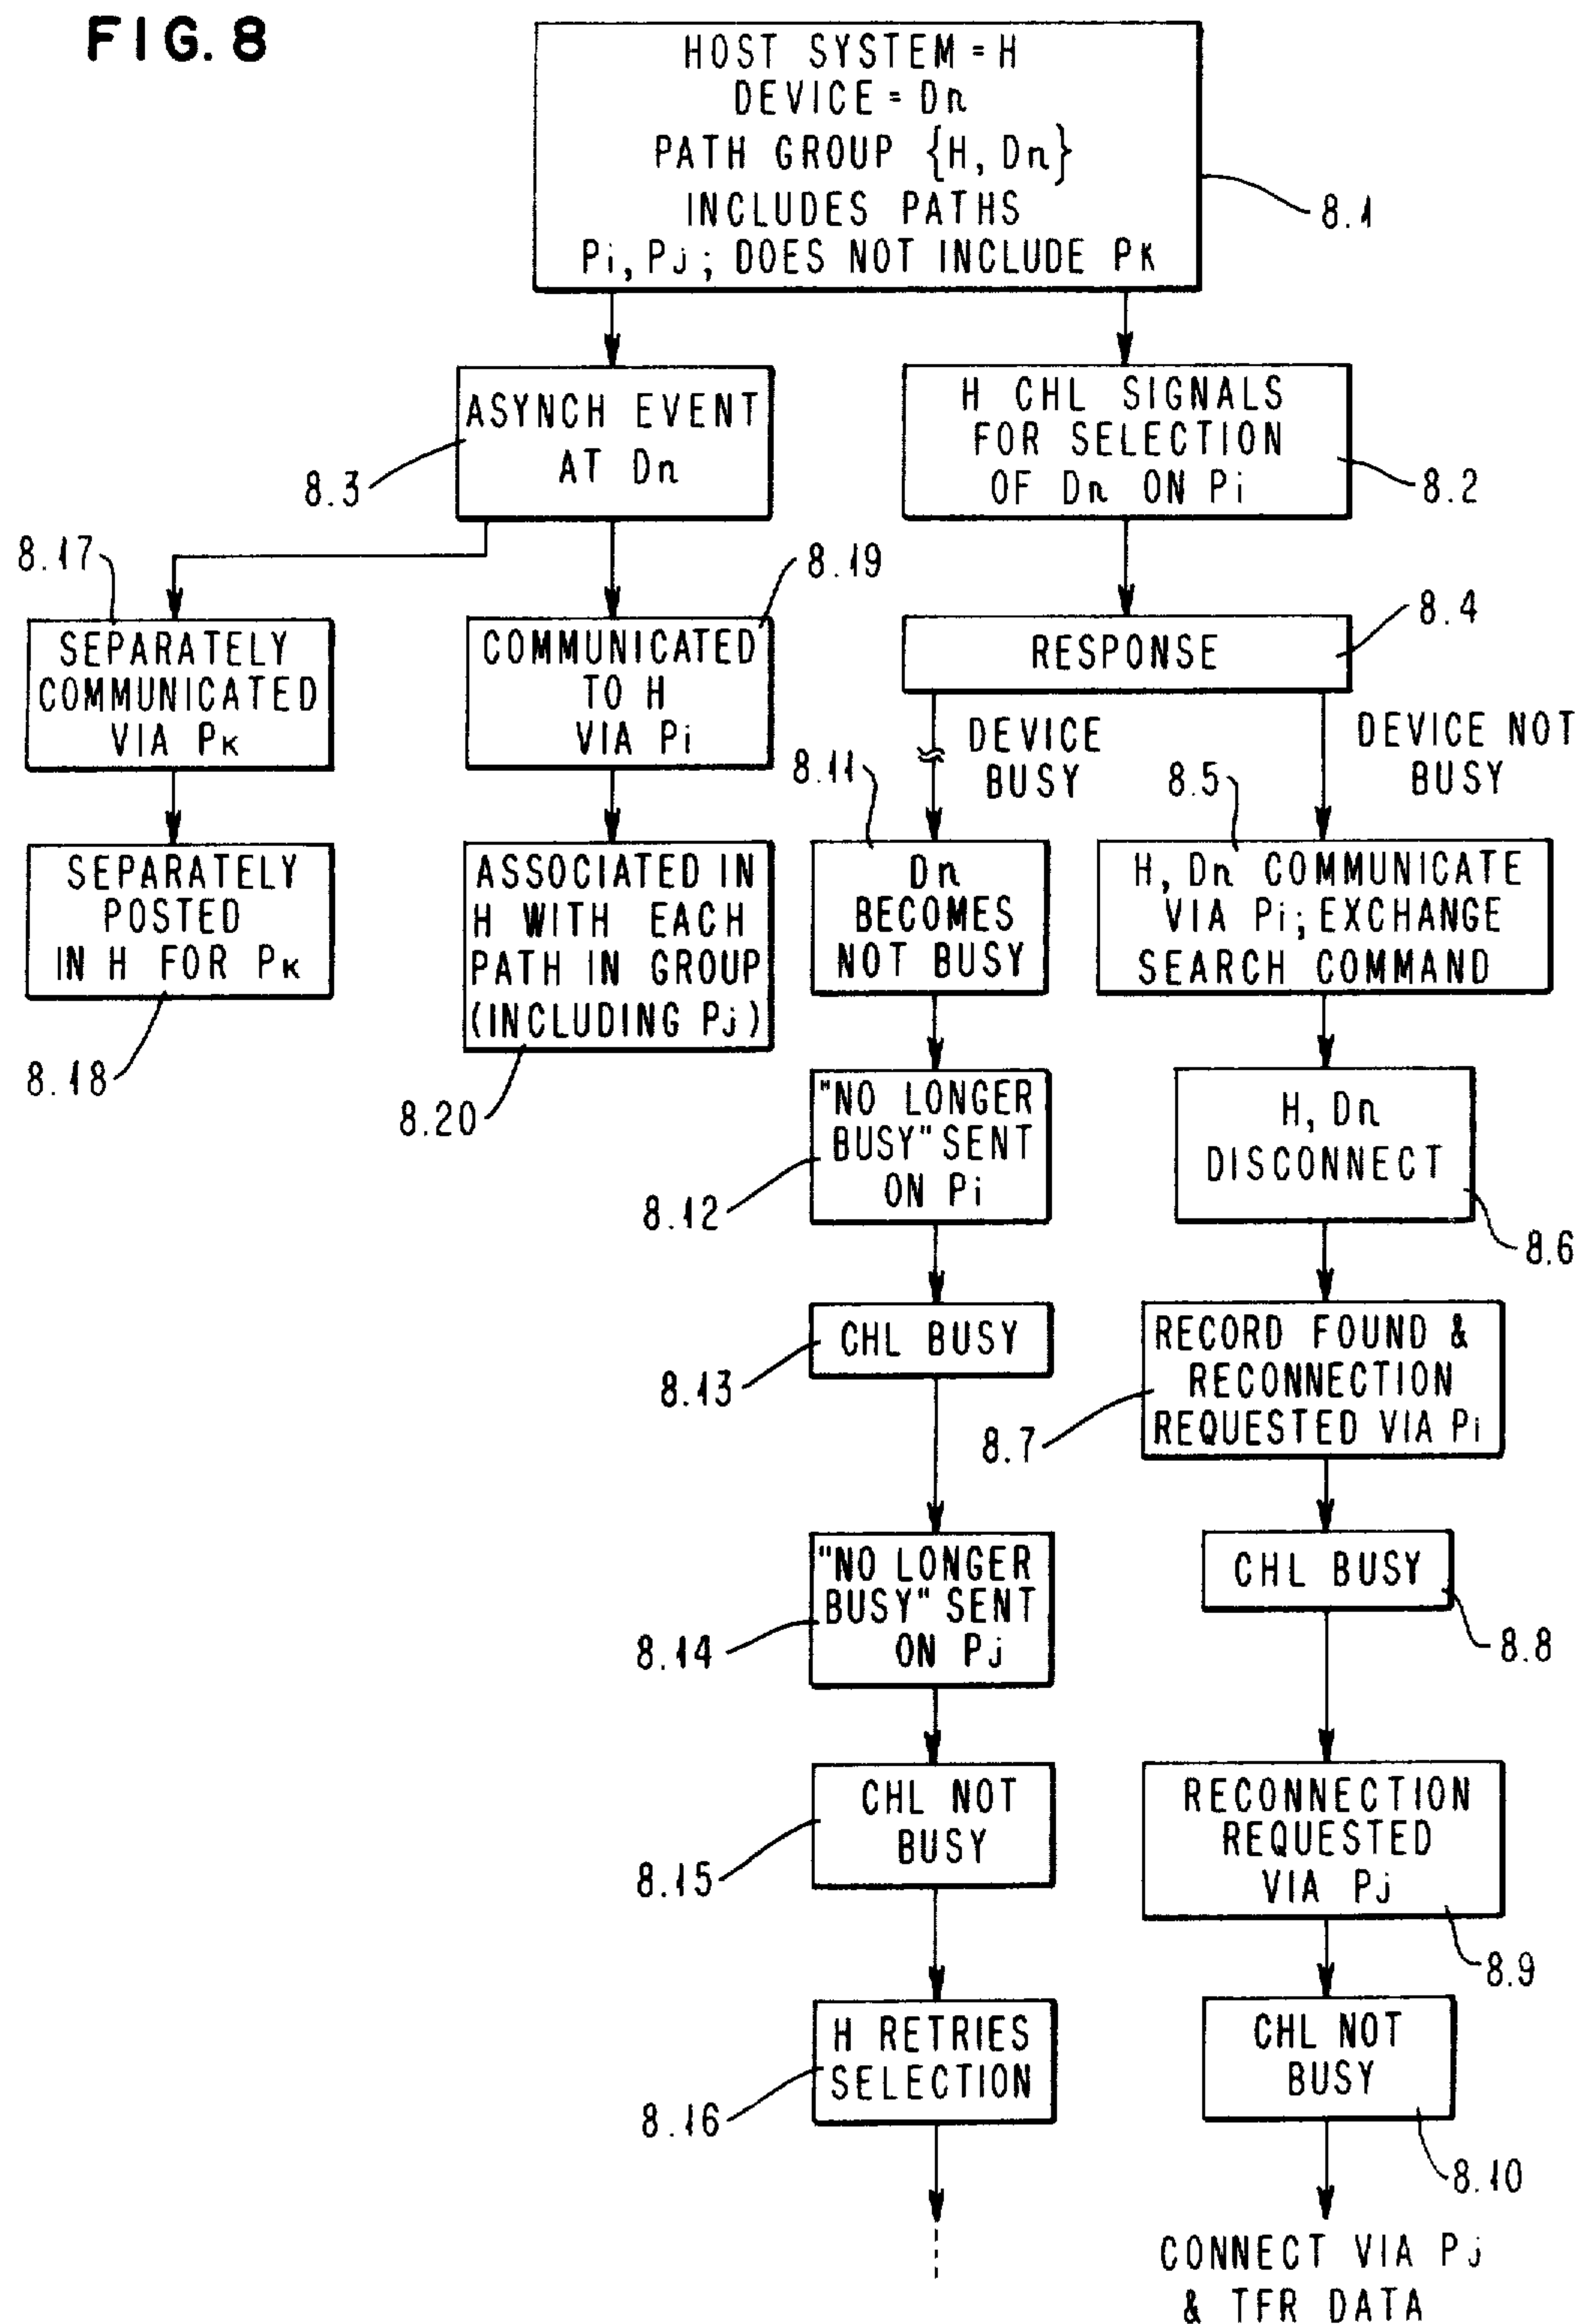 FIG. 8
HOST SYSTEM = H
DEVICE = Dn
PATH GROUP {H, Dn}
INCLUDES PATHS
Pi, Pj; DOES NOT INCLUDE PK
8.1
ASYNCH EVENT
AT Dn
8.3
H CHL SIGNALS
FOR SELECTION
OF Dn ON Pi
8.2
8.17
SEPARATELY
COMMUNICATED
VIA PK
8.19
COMMUNICATED
TO H
VIA Pi
8.4
RESPONSE
DEVICE
BUSY
DEVICE NOT
BUSY
SEPARATELY
POSTED
IN H FOR PK
8.18
ASSOCIATED IN
H WITH EACH
PATH IN GROUP
(INCLUDING Pj)
8.20
8.11
Dn
BECOMES
NOT BUSY
8.5
H, Dn COMMUNICATE
VIA Pi; EXCHANGE
SEARCH COMMAND
"NO LONGER
BUSY" SENT
ON Pi
8.12
H, Dn
DISCONNECT
8.6
CHL BUSY
8.13
RECORD FOUND &
RECONNECTION
REQUESTED VIA Pi
8.7
"NO LONGER
BUSY" SENT
ON Pj
8.14
CHL BUSY
8.8
CHL NOT
BUSY
8.15
RECONNECTION
REQUESTED
VIA Pj
8.9
H RETRIES
SELECTION
8.16
CHL NOT
BUSY
8.10
CONNECT VIA Pj
& TFR DATA